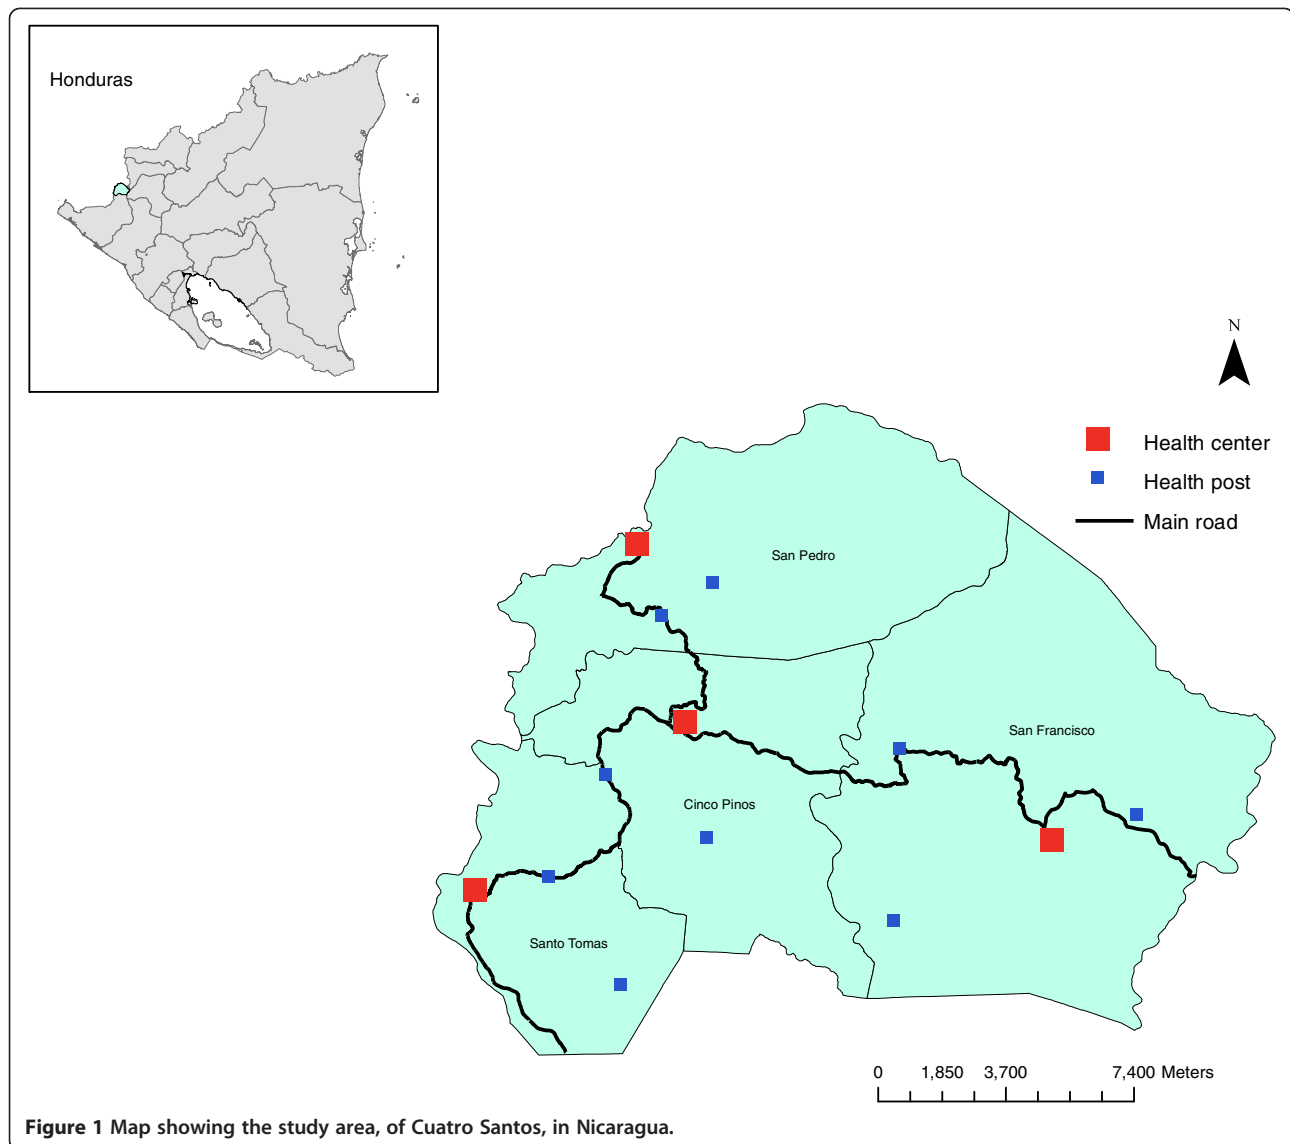 Honduras
N
Health center
Health post
Main road
San Pedro
San Francisco
Cinco Pinos
Santo Tomas
0 1,850 3,700 7,400 Meters
Figure 1 Map showing the study area, of Cuatro Santos, in Nicaragua.